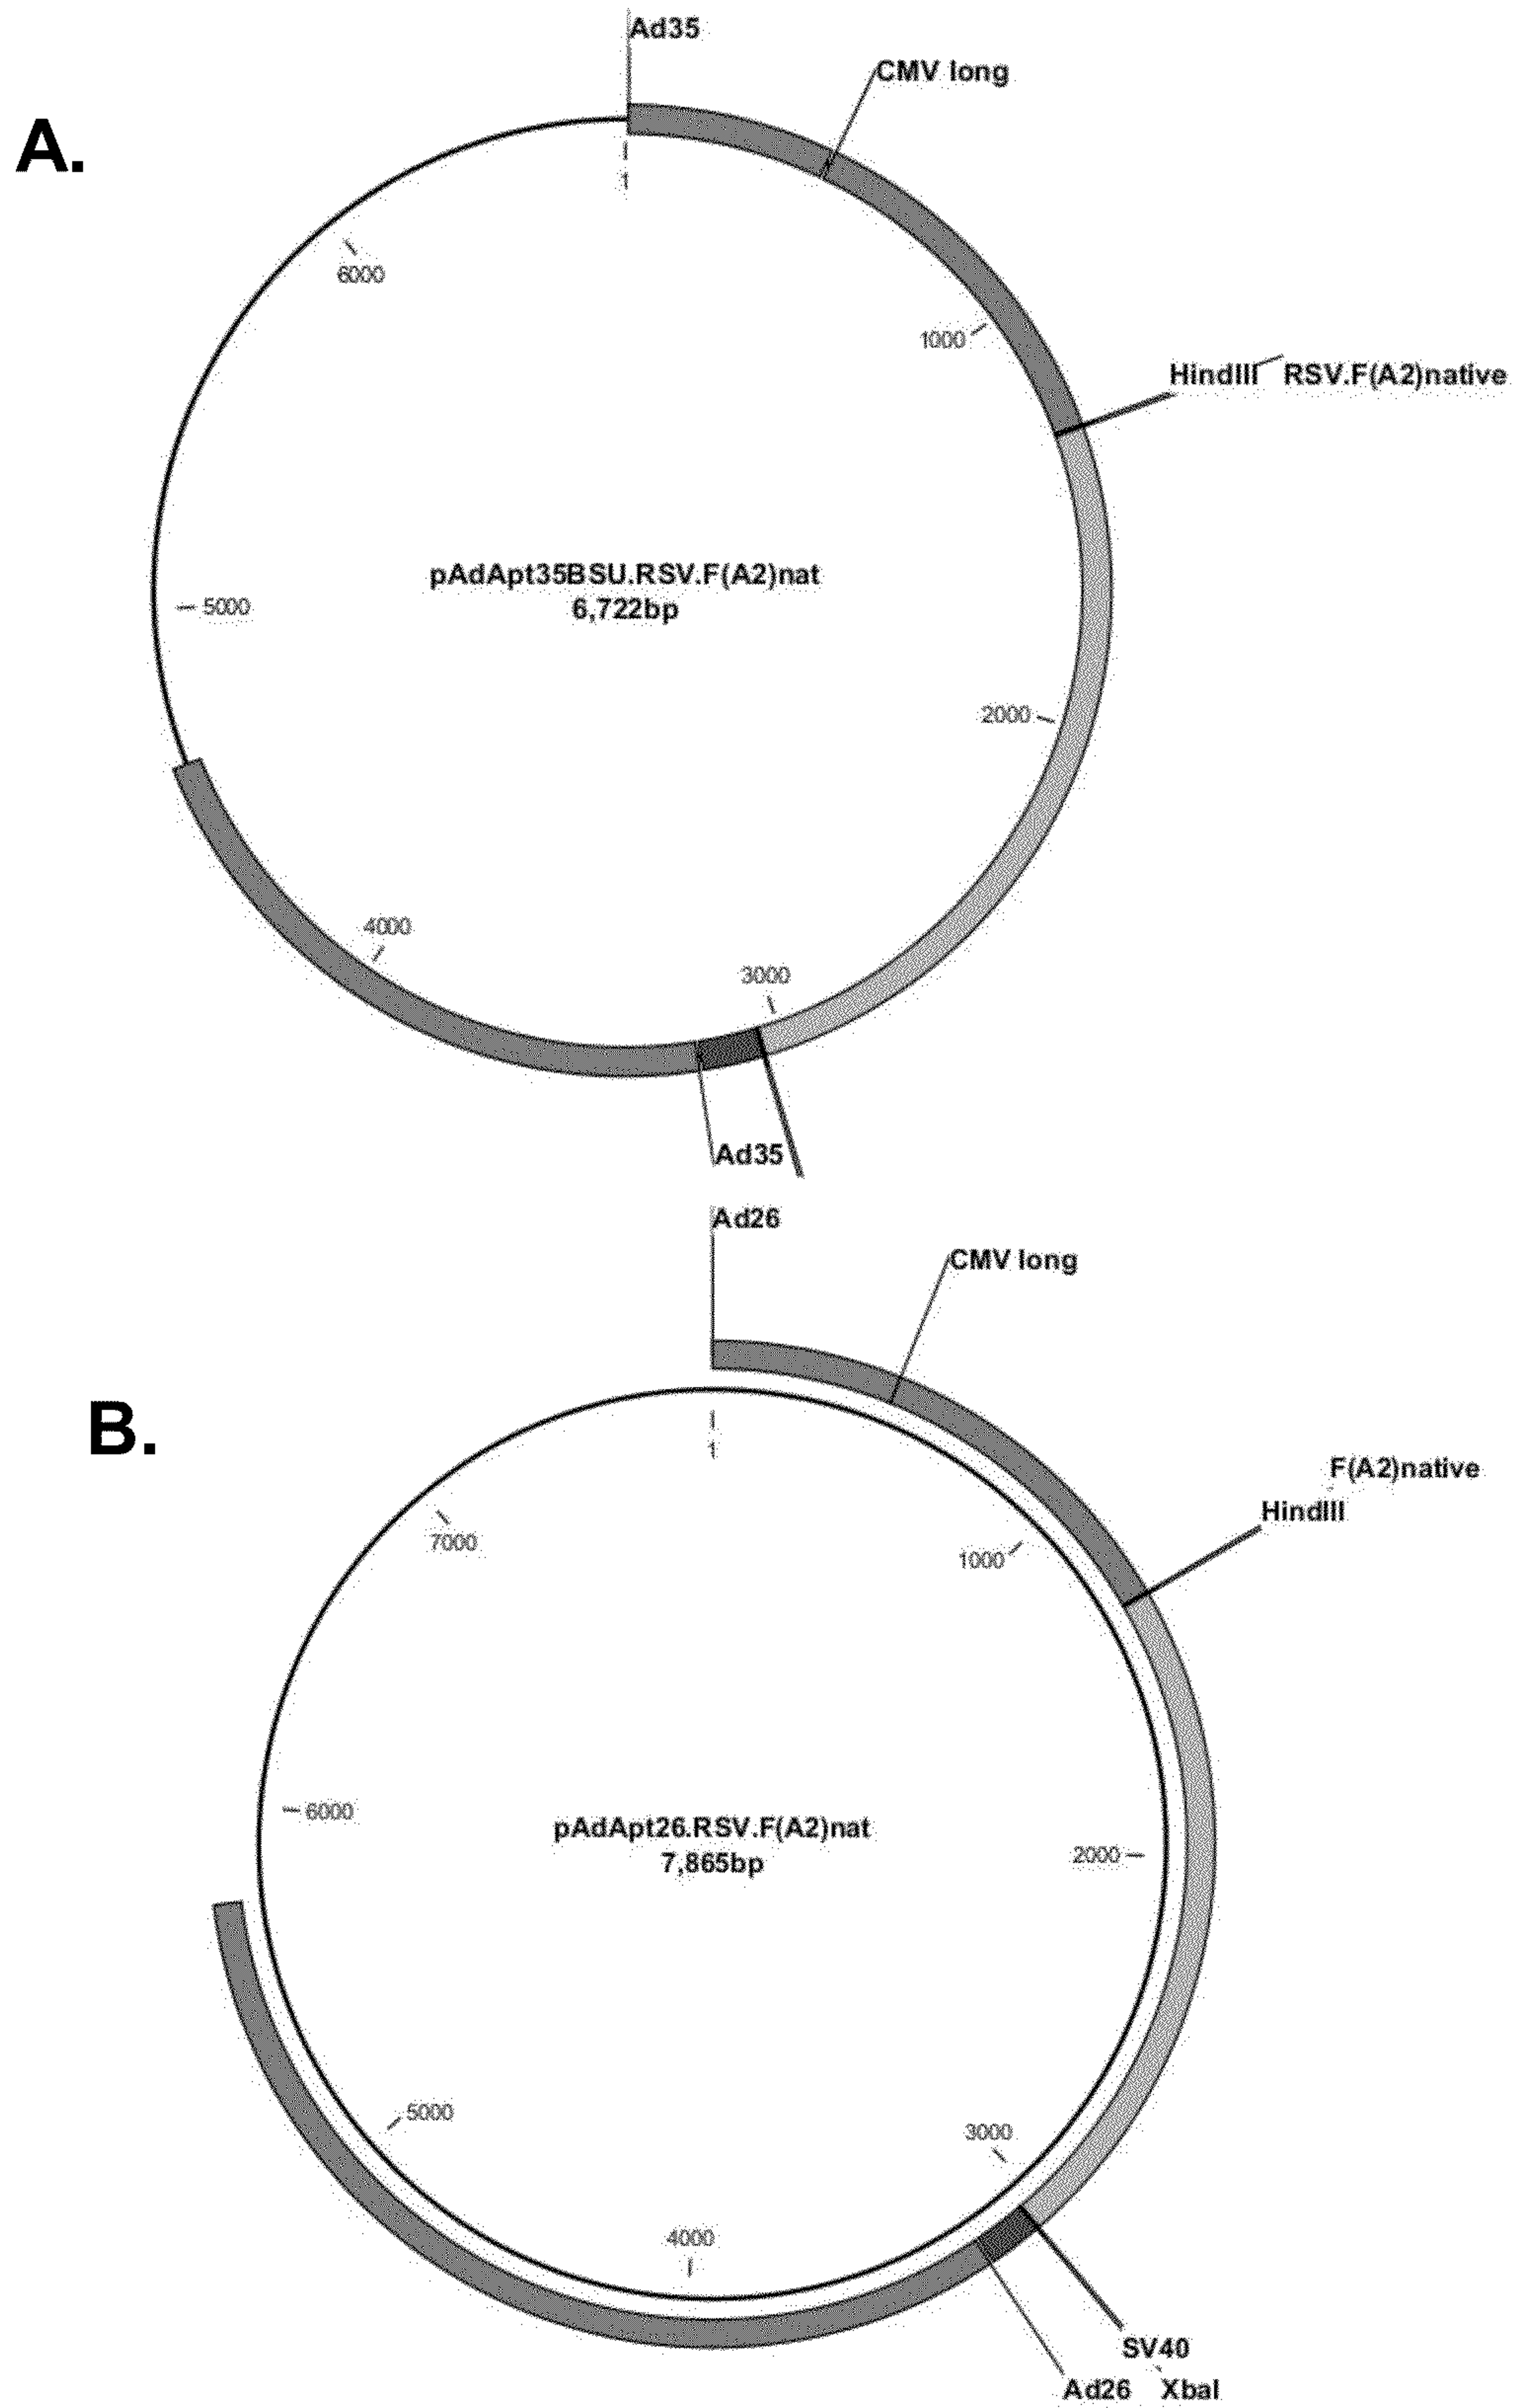 Ad35
CMV long
A.
1
6000
1000
HindIII RSV.F(A2)native
pAdApt35BSU.RSV.F(A2)nat
6,722bp
5000
2000
4000
3000
Ad35
Ad26
CMV long
B.
1
F(A2)native
HindIII
7000
1000
pAdApt26.RSV.F(A2)nat
7,865bp
6000
2000
5000
3000
4000
SV40
Ad26 XbaI